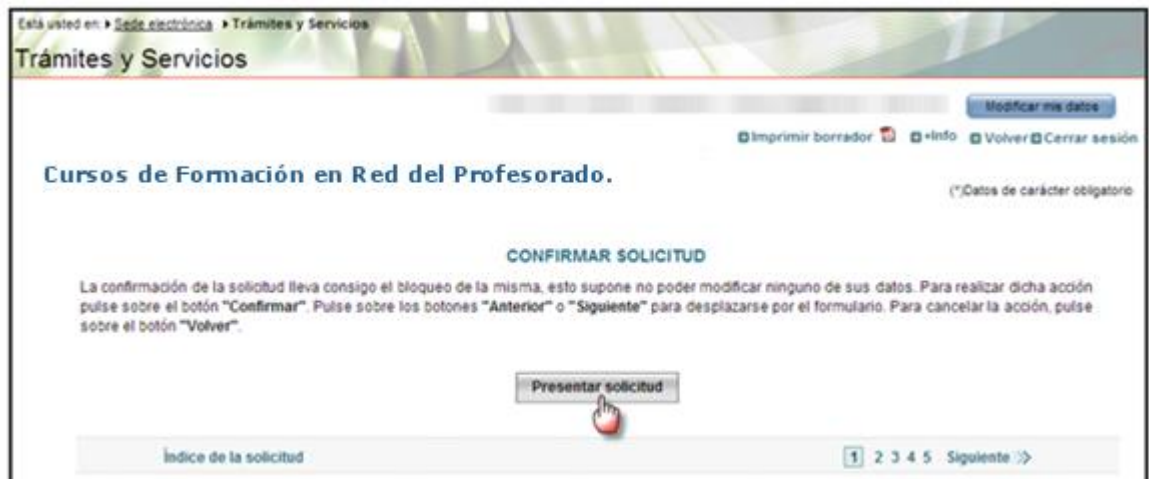 Está usted en: Sede electrónica Trámites y Servicios
Trámites y Servicios
Modificar mis datos
Imprimir borrador +Info Volver Cerrar sesión
Cursos de Formación en Red del Profesorado.
(*)Datos de carácter obligatorio
CONFIRMAR SOLICITUD
La confirmación de la solicitud lleva consigo el bloqueo de la misma, esto supone no poder modificar ninguno de sus datos. Para realizar dicha acción
pulse sobre el botón "Confirmar". Pulse sobre los botones "Anterior" o "Siguiente" para desplazarse por el formulario. Para cancelar la acción, pulse
sobre el botón "Volver".
Presentar solicitud
Índice de la solicitud 1 2 3 4 5 Siguiente